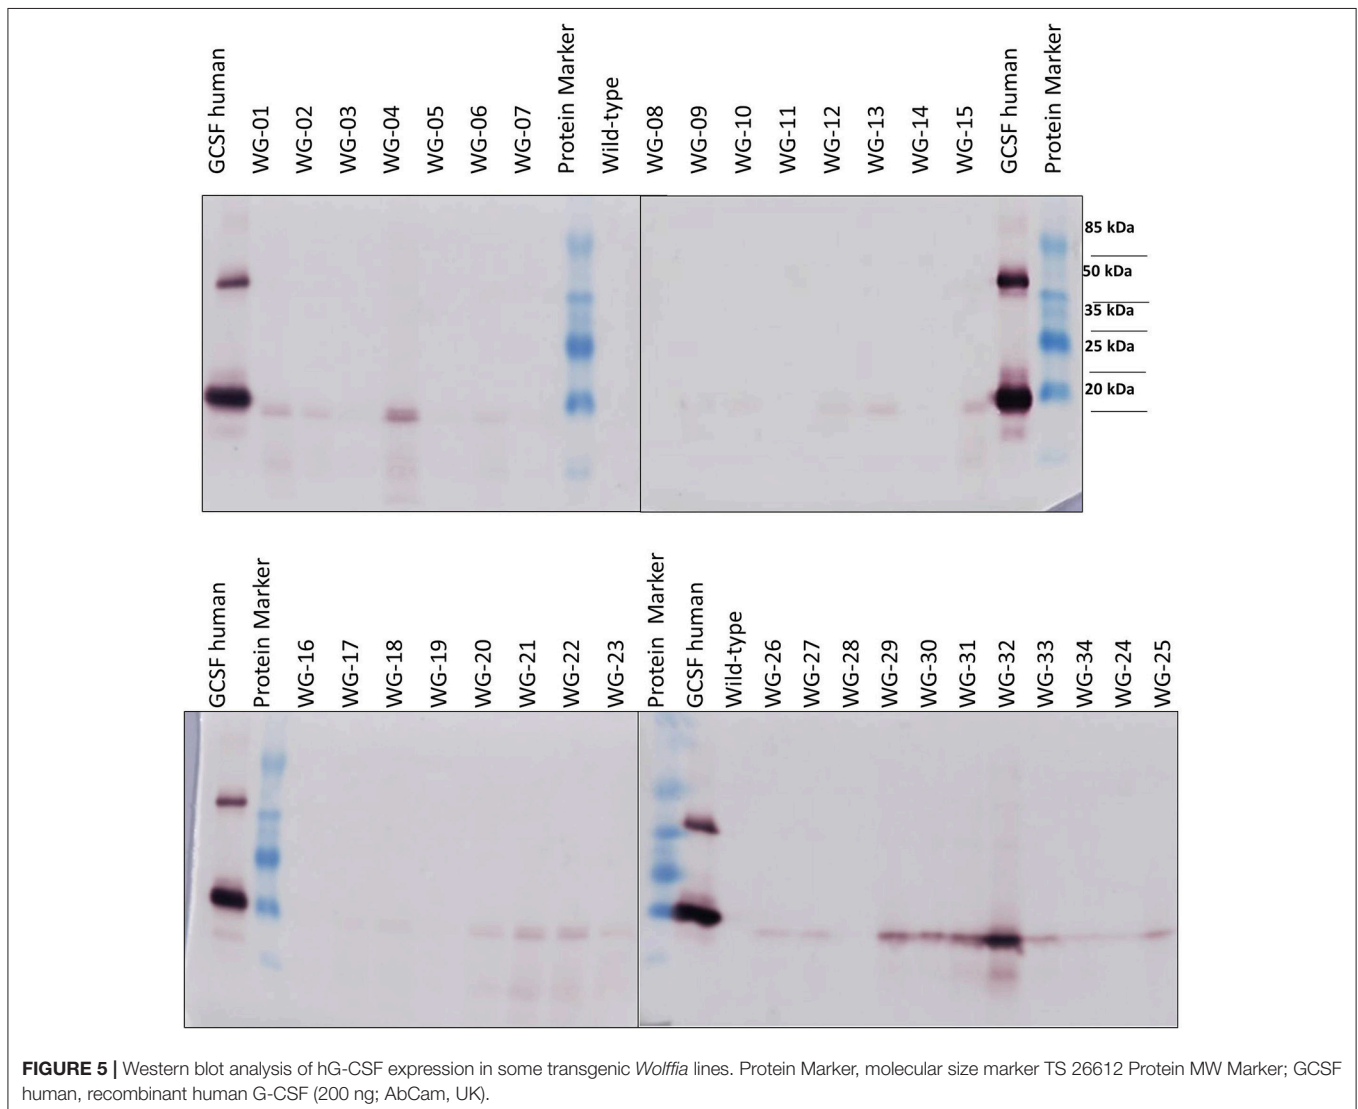 GCSF human
WG-01
WG-02
WG-03
WG-04
WG-05
WG-06
WG-07
Protein Marker
Wild-type
WG-08
WG-09
WG-10
WG-11
WG-12
WG-13
WG-14
WG-15
GCSF human
Protein Marker
85 kDa
50 kDa
35 kDa
25 kDa
20 kDa
GCSF human
Protein Marker
WG-16
WG-17
WG-18
WG-19
WG-20
WG-21
WG-22
WG-23
Protein Marker
GCSF human
Wild-type
WG-26
WG-27
WG-28
WG-29
WG-30
WG-31
WG-32
WG-33
WG-34
WG-24
WG-25
FIGURE 5 | Western blot analysis of hG-CSF expression in some transgenic Wolffia lines. Protein Marker, molecular size marker TS 26612 Protein MW Marker; GCSF
human, recombinant human G-CSF (200 ng; AbCam, UK).